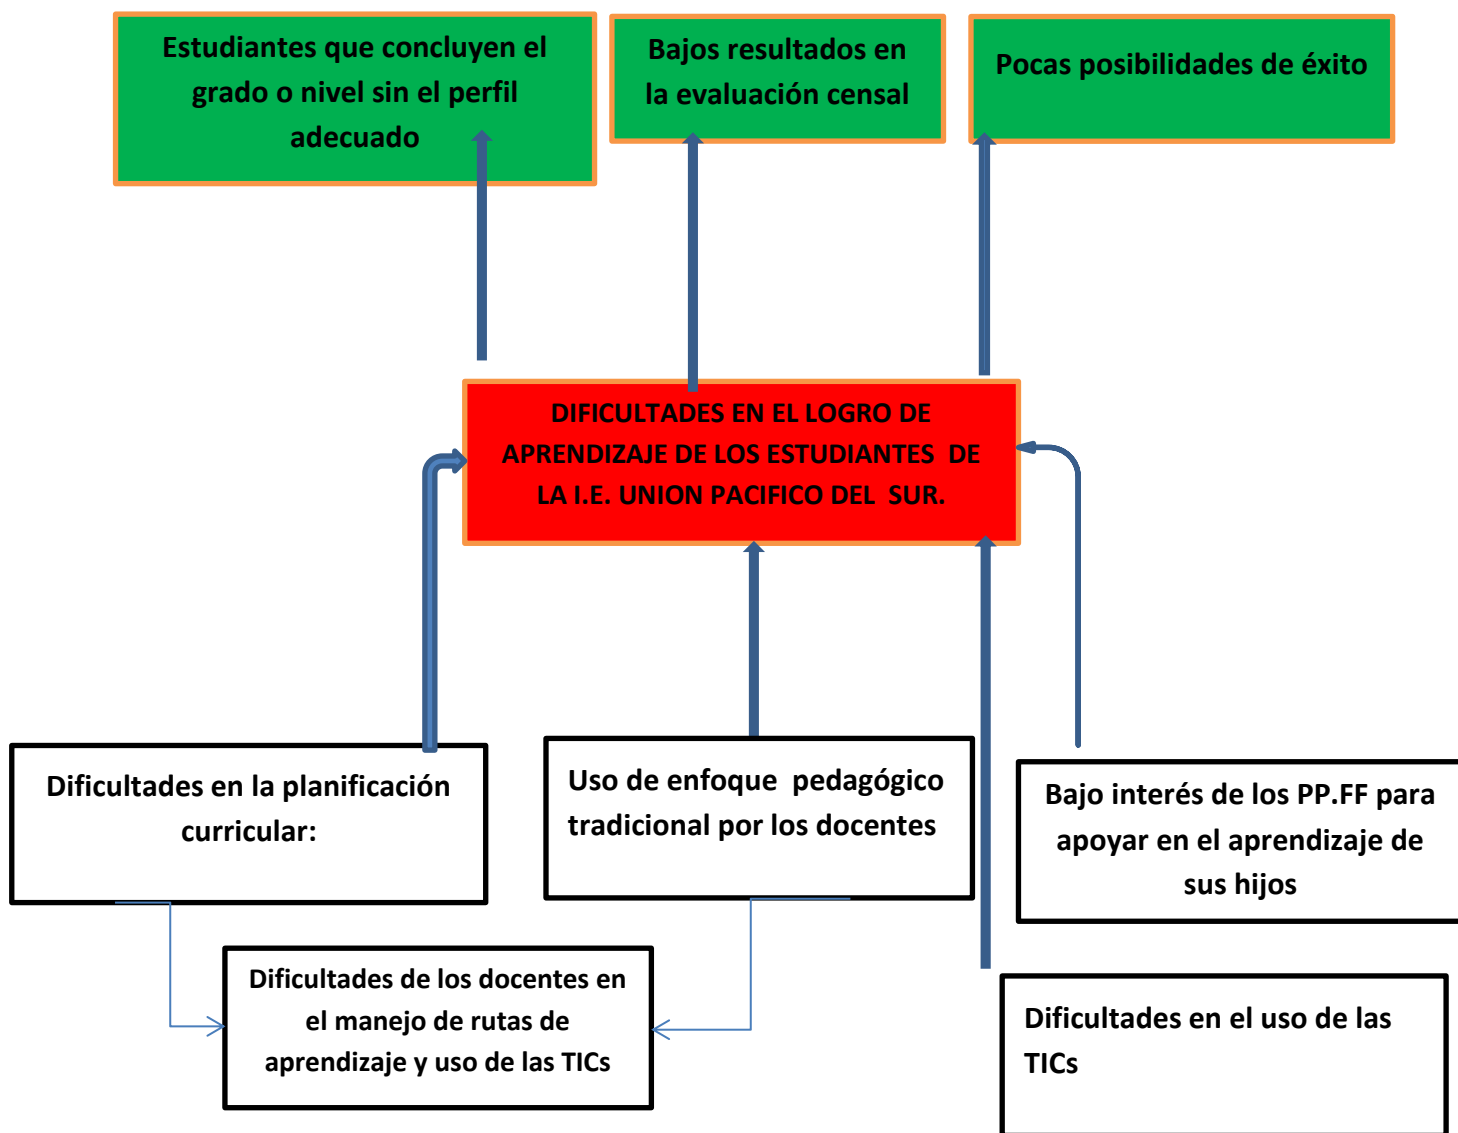 Estudiantes que concluyen el
grado o nivel sin el perfil
adecuado
Bajos resultados en
la evaluación censal
Pocas posibilidades de éxito
DIFICULTADES EN EL LOGRO DE
APRENDIZAJE DE LOS ESTUDIANTES DE
LA I.E. UNION PACIFICO DEL SUR.
Dificultades en la planificación
curricular:
Uso de enfoque pedagógico
tradicional por los docentes
Bajo interés de los PP.FF para
apoyar en el aprendizaje de
sus hijos
Dificultades de los docentes en
el manejo de rutas de
aprendizaje y uso de las TICs
Dificultades en el uso de las
TICs